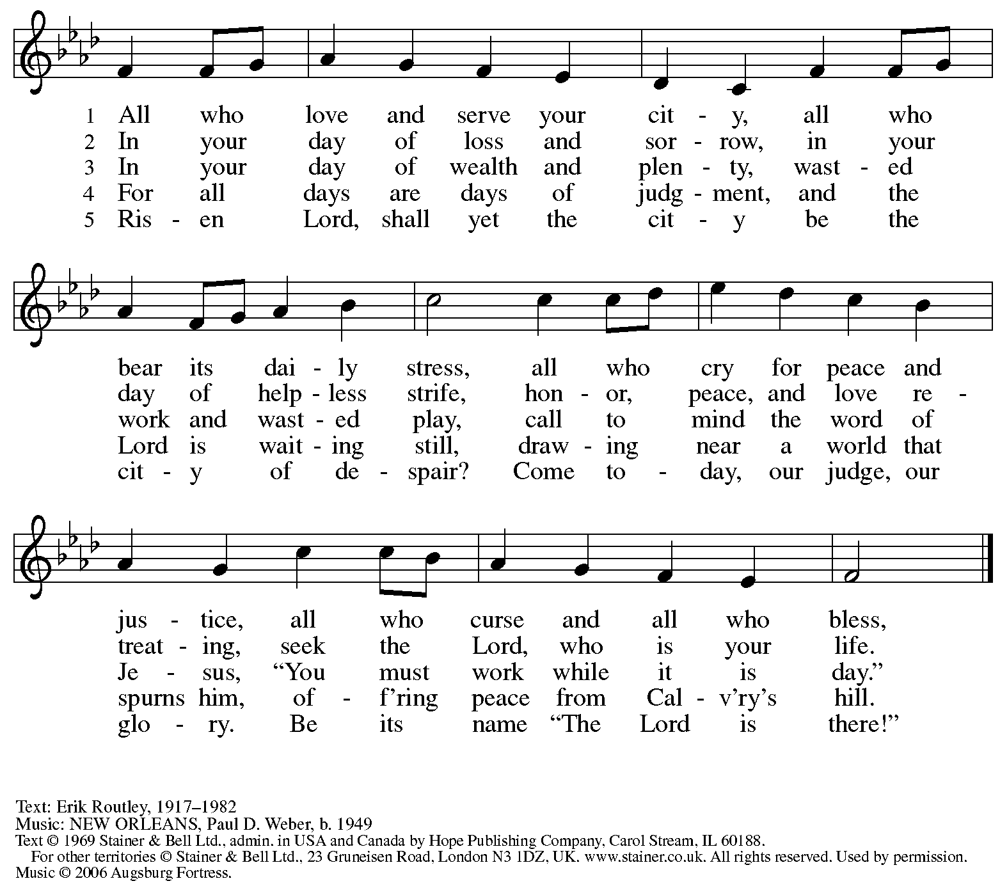 1 All who love and serve your cit - y, all who
2 In your day of loss and sor - row, in your
3 In your day of wealth and plen - ty, wast - ed
4 For all days are days of judg - ment, and the
5 Ris - en Lord, shall yet the cit - y be the
bear its dai - ly stress, all who cry for peace and
day of help - less strife, hon - or, peace, and love re -
work and wast - ed play, call to mind the word of
Lord is wait - ing still, draw - ing near a world that
cit - y of de - spair? Come to - day, our judge, our
jus - tice, all who curse and all who bless,
treat - ing, seek the Lord, who is your life.
Je - sus, “You must work while it is day.”
spurns him, of - f’ring peace from Cal - v’ry’s hill.
glo - ry. Be its name “The Lord is there!”
Text: Erik Routley, 1917–1982
Music: NEW ORLEANS, Paul D. Weber, b. 1949
Text © 1969 Stainer & Bell Ltd., admin. in USA and Canada by Hope Publishing Company, Carol Stream, IL 60188.
For other territories © Stainer & Bell Ltd., 23 Gruneisen Road, London N3 1DZ, UK. www.stainer.co.uk. All rights reserved. Used by permission.
Music © 2006 Augsburg Fortress.